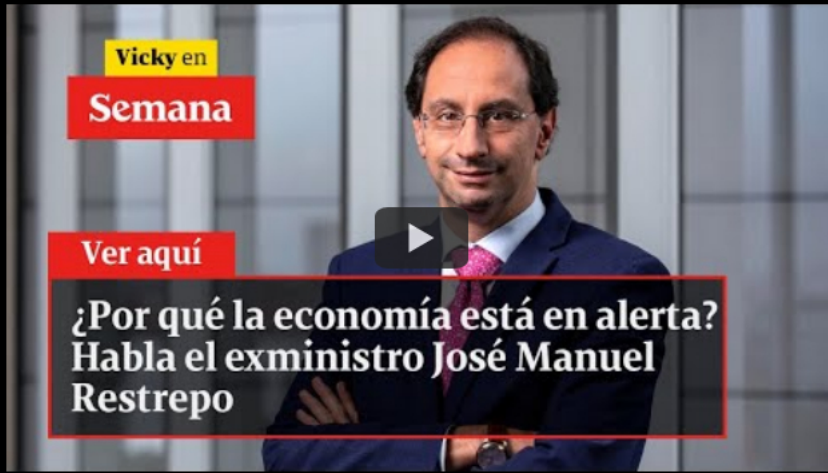 Vicky en
Semana
Ver aquí
¿Por qué la economía está en alerta?
Habla el exministro José Manuel
Restrepo